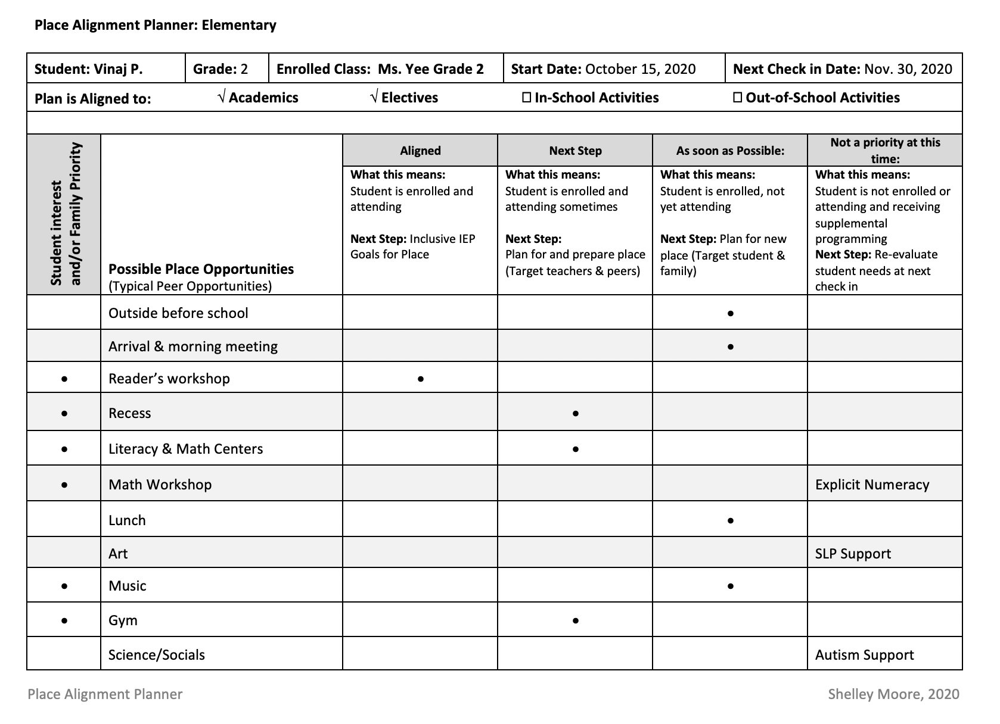 Place Alignment Planner: Elementary
Student: Vinaj P.
Grade: 2
Enrolled Class: Ms. Yee Grade 2
Start Date: October 15, 2020
Next Check in Date: Nov. 30, 2020
Plan is Aligned to:
√ Academics
√ Electives
☐ In-School Activities
☐ Out-of-School Activities
Student interest
and/or Family Priority
Possible Place Opportunities
(Typical Peer Opportunities)
Aligned
What this means:
Student is enrolled and
attending
Next Step: Inclusive IEP
Goals for Place
Next Step
What this means:
Student is enrolled and
attending sometimes
Next Step:
Plan for and prepare place
(Target teachers & peers)
As soon as Possible:
What this means:
Student is enrolled, not
yet attending
Next Step: Plan for new
place (Target student &
family)
Not a priority at this
time:
What this means:
Student is not enrolled or
attending and receiving
supplemental
programming
Next Step: Re-evaluate
student needs at next
check in
Outside before school •
Arrival & morning meeting •
• Reader’s workshop •
• Recess •
• Literacy & Math Centers •
• Math Workshop Explicit Numeracy
Lunch •
Art SLP Support
• Music •
• Gym •
Science/Socials Autism Support
Place Alignment Planner
Shelley Moore, 2020